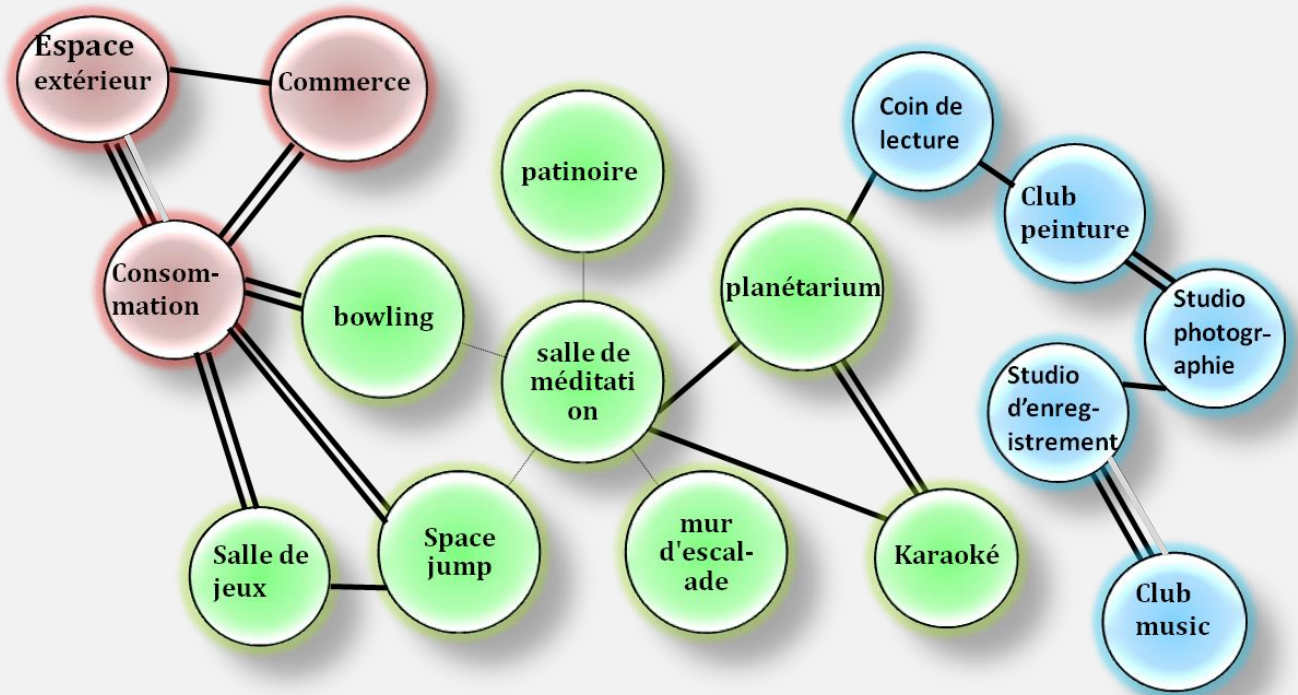 Espace
extérieur
Commerce
Consom-
mation
patinoire
bowling
salle de
méditati
on
planétarium
Salle de
jeux
Space
jump
mur
d'escal-
ade
Karaoké
Coin de
lecture
Club
peinture
Studio
photogr-
aphie
Studio
d'enreg-
istrement
Club
music